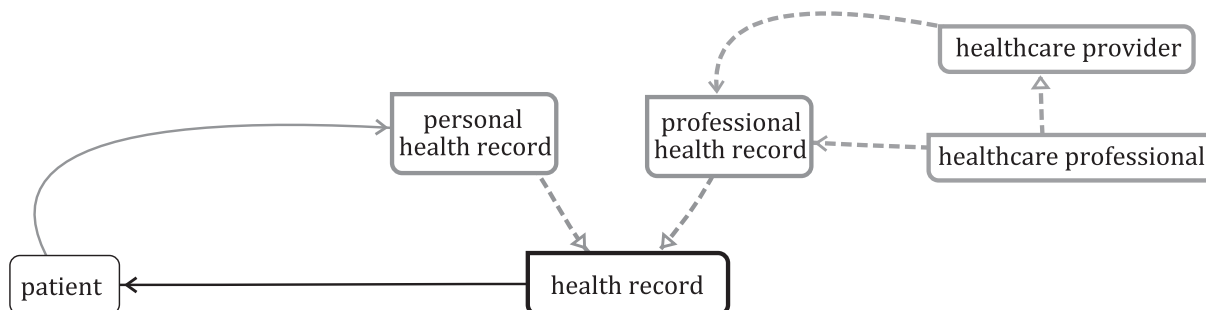 healthcare provider
personal
health record
professional
health record
healthcare professional
patient
health record